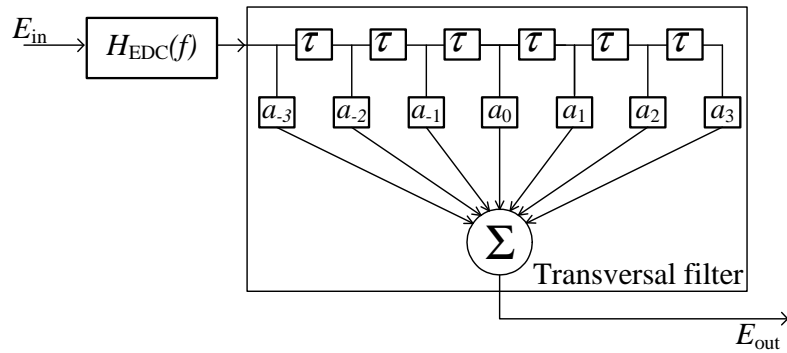 E_in
H_EDC(f)
τ τ τ τ τ τ
a_-3 a_-2 a_-1 a_0 a_1 a_2 a_3
Σ
Transversal filter
E_out